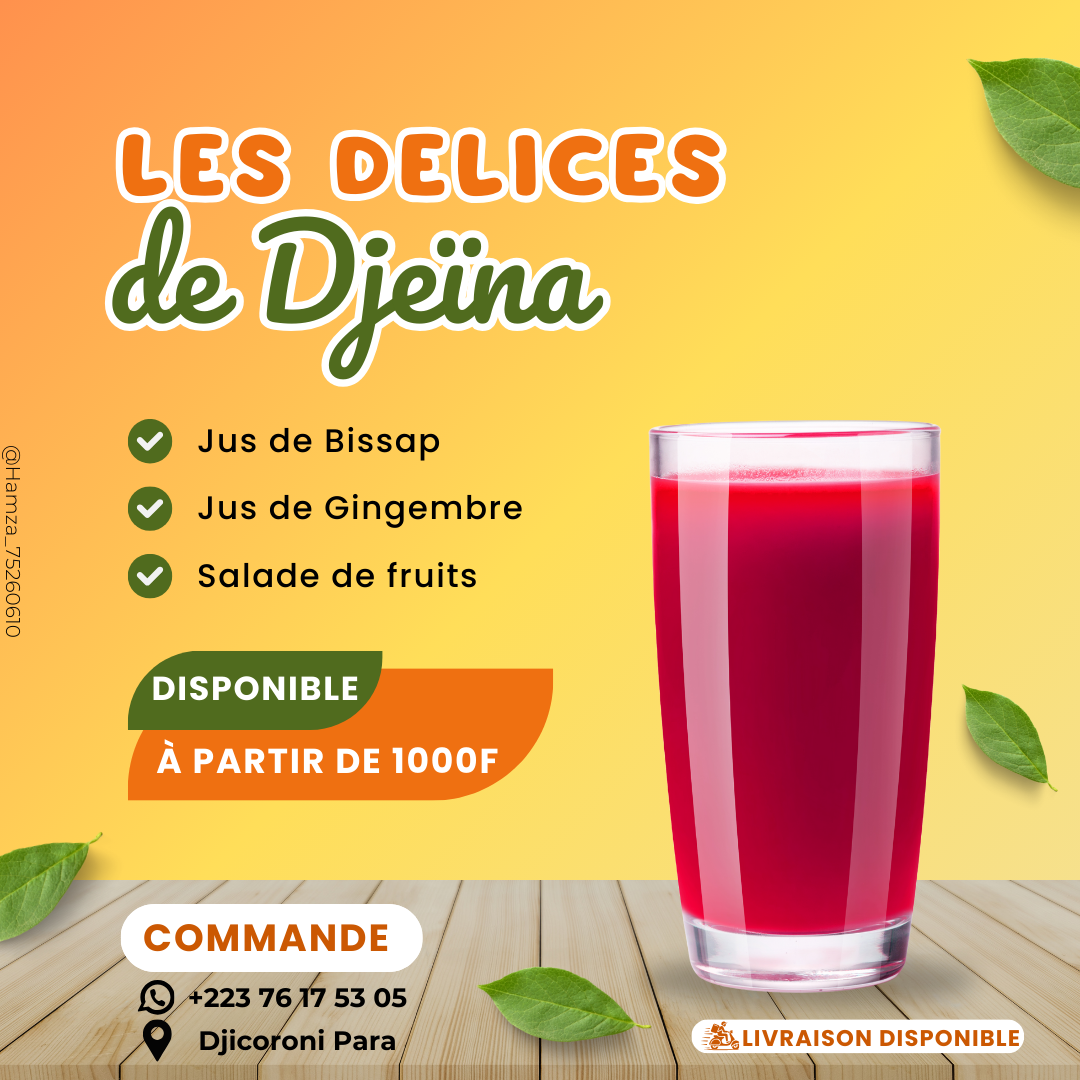 LES DELICES
de Djeïna
Jus de Bissap
Jus de Gingembre
Salade de fruits
DISPONIBLE
À PARTIR DE 1000F
COMMANDE
+223 76 17 53 05
Djicoroni Para
LIVRAISON DISPONIBLE
@Hamza_75260610